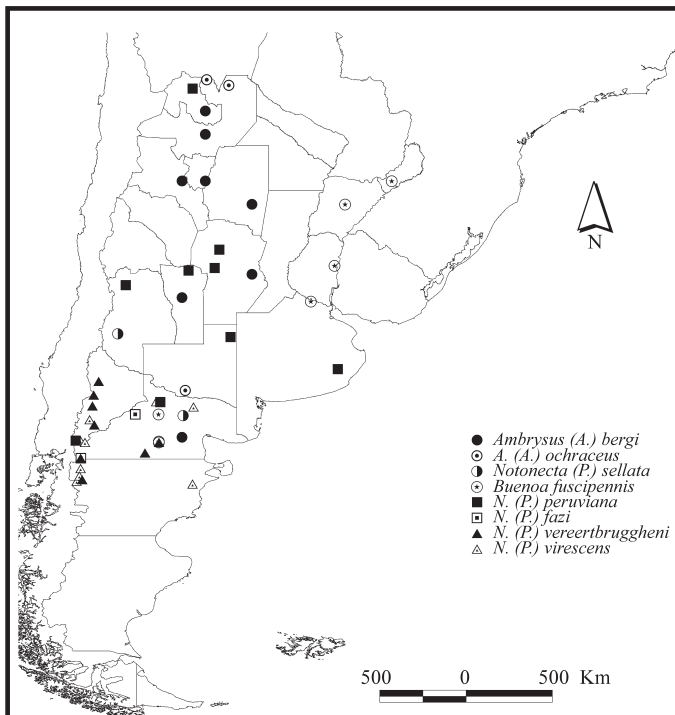 N
Ambrysus (A.) bergi
A. (A.) ochraceus
Notonecta (P.) sellata
Buenoa fuscipennis
N. (P.) peruviana
N. (P.) fazi
N. (P.) vereertbruggheni
N. (P.) virescens
500 0 500 Km